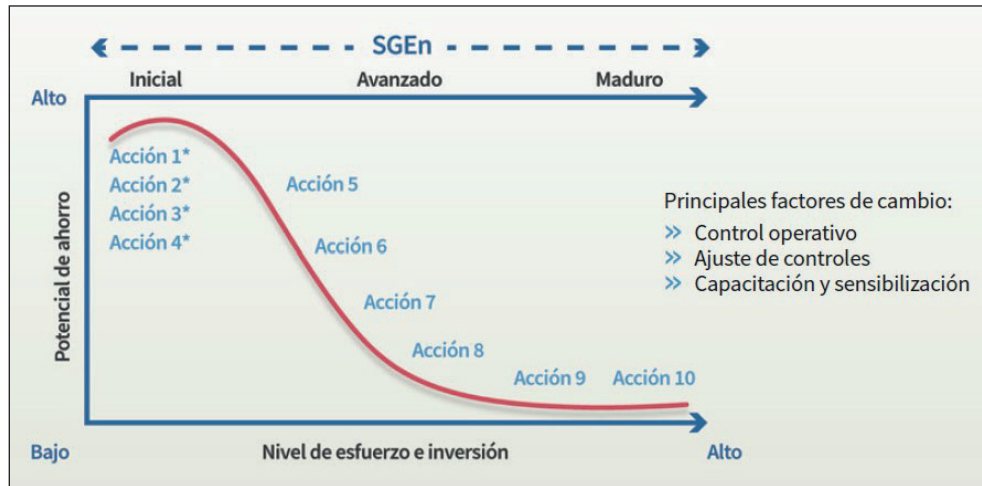 SGEn
Inicial Avanzado Maduro
Alto
Acción 1*
Acción 2*
Acción 3*
Acción 4*
Acción 5
Acción 6
Acción 7
Acción 8
Acción 9 Acción 10
Potencial de ahorro
Bajo Nivel de esfuerzo e inversión Alto
Principales factores de cambio:
» Control operativo
» Ajuste de controles
» Capacitación y sensibilización